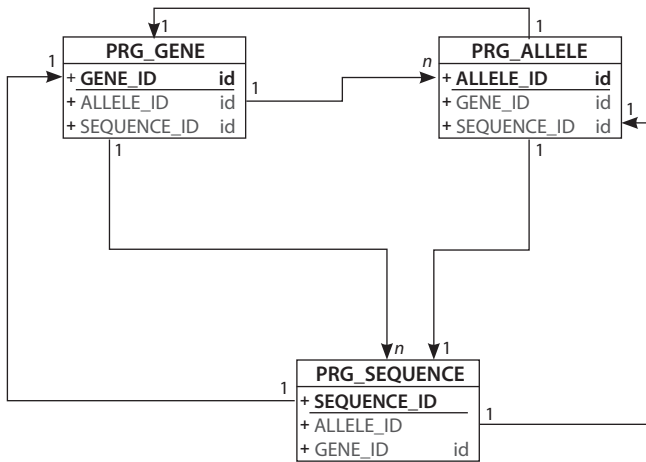 1
1
1
PRG_GENE
+ GENE_ID id
+ ALLELE_ID id
+ SEQUENCE_ID id
1
1
n
PRG_ALLELE
+ ALLELE_ID id
+ GENE_ID id
+ SEQUENCE_ID id
1
1
n
1
PRG_SEQUENCE
+ SEQUENCE_ID
+ ALLELE_ID
+ GENE_ID id
1
1
1